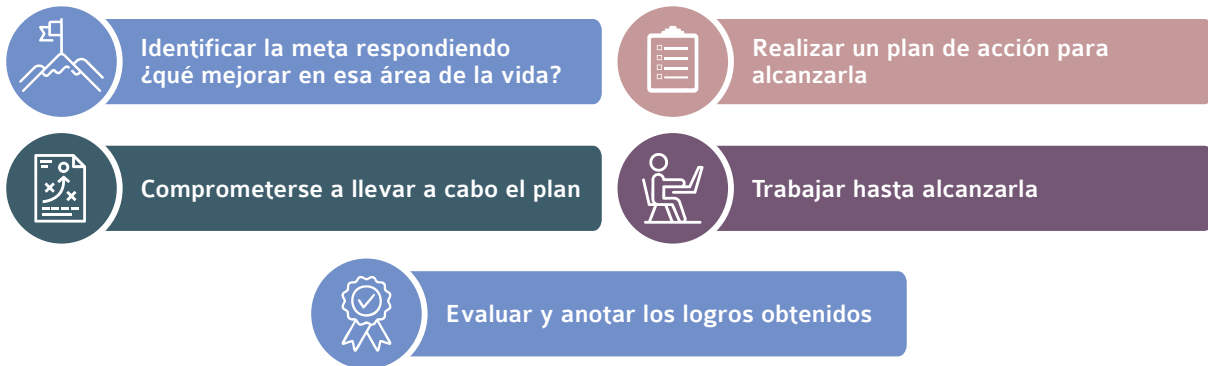 Identificar la meta respondiendo
¿qué mejorar en esa área de la vida?
Realizar un plan de acción para
alcanzarla
Comprometerse a llevar a cabo el plan
Trabajar hasta alcanzarla
Evaluar y anotar los logros obtenidos